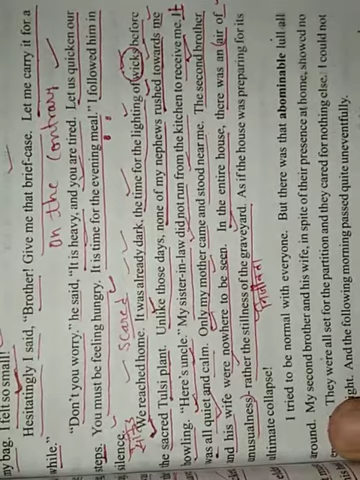 my bag. I felt so small!
Hesitatingly I said, "Brother! Give me that brief-case. Let me carry it for a
while."
on the contrary
"Don't you worry." he said, "It is heavy, and you are tired. Let us quicken our
steps. You must be feeling hungry. It is time for the evening meal." I followed him in
silence.
scared
We reached home. It was already dark, the time for the lighting of wicky before
the sacred Tulsi plant. Unlike those days, none of my nephews rushed towards me
howling. "Here's uncle." My sister-in-law did not run from the kitchen to receive me. It
was all quiet and calm. Only my mother came and stood near me. The second brother
and his wife were nowhere to be seen. In the entire house, there was an air of
unusualness - rather the stillness of the graveyard. As if the house was preparing for its
ultimate collapse!
I tried to be normal with everyone. But there was that abominable lull all
around. My second brother and his wife, in spite of their presence at home, showed no
They were all set for the partition and they cared for nothing else. I could not
ght. And the following morning passed quite uneventfully.